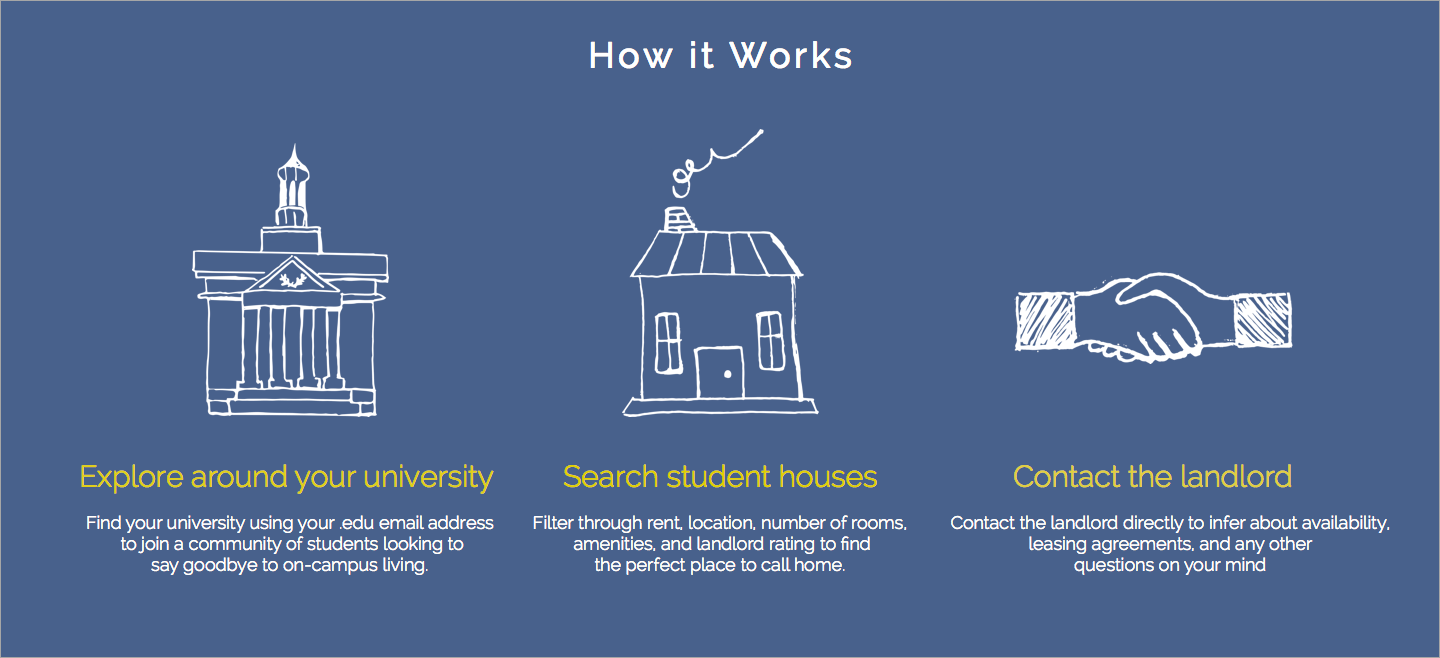 How it Works
Explore around your university
Find your university using your .edu email address
to join a community of students looking to
say goodbye to on-campus living.
Search student houses
Filter through rent, location, number of rooms,
amenities, and landlord rating to find
the perfect place to call home.
Contact the landlord
Contact the landlord directly to infer about availability,
leasing agreements, and any other
questions on your mind